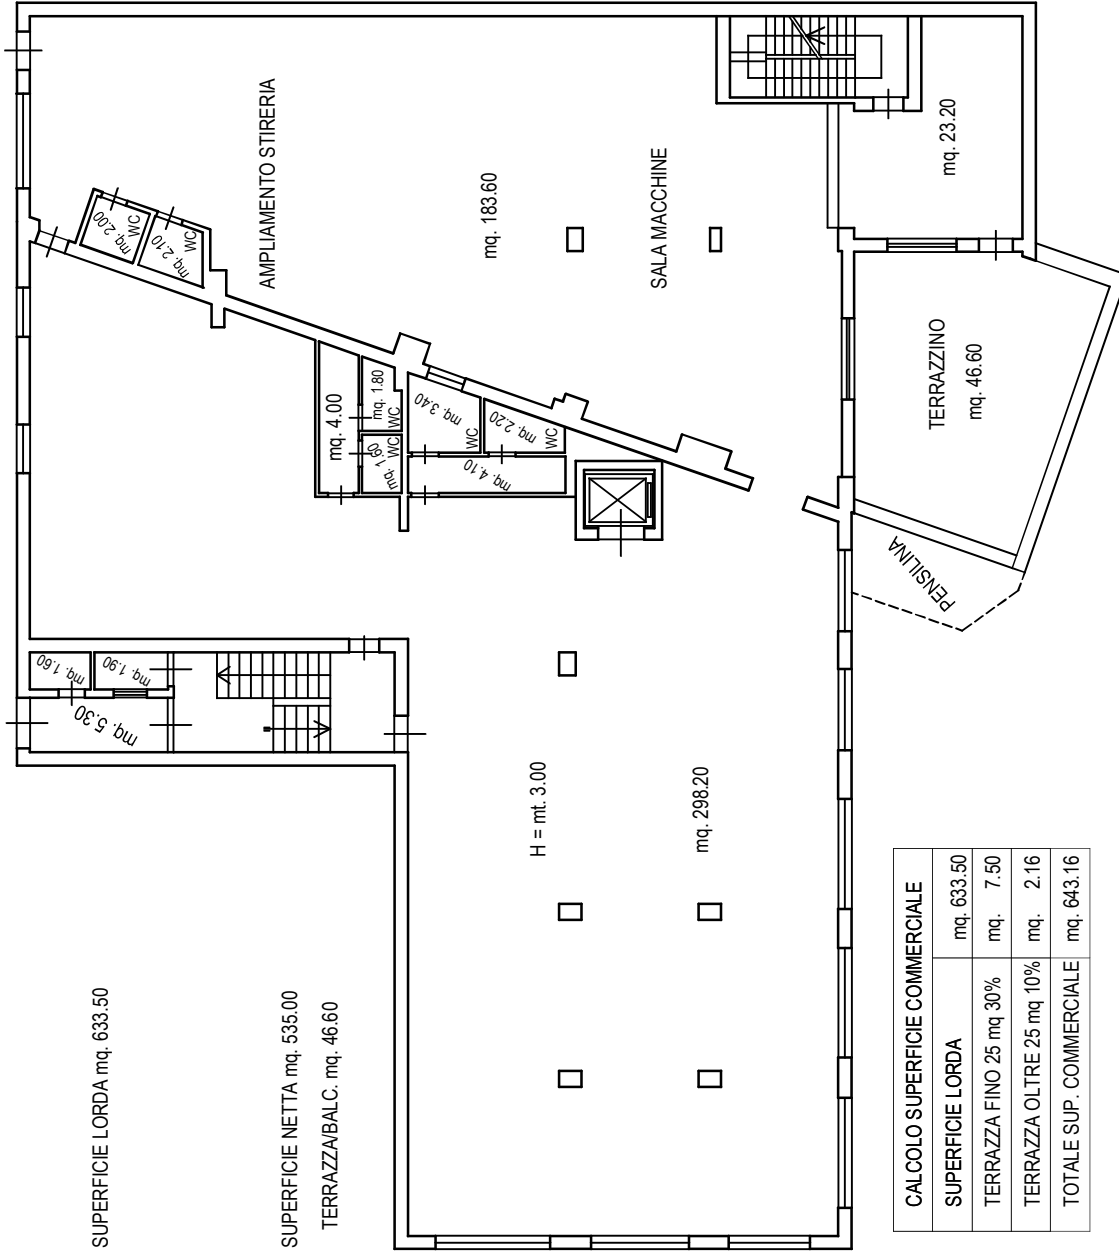 SUPERFICIE LORDA mq. 633.50
SUPERFICIE NETTA mq. 535.00
TERRAZZA/BALC. mq. 46.60
mq. 1.60
mq. 1.90
mq. 5.30
mq. 2.00
WC
mq. 2.10
WC
AMPLIAMENTO STIRERIA
mq. 4.00
mq. 1.80
WC
mq. 1.60
WC
mq. 3.40
WC
mq. 2.20
WC
mq. 4.10
mq. 183.60
SALA MACCHINE
mq. 23.20
TERRAZZINO
mq. 46.60
PENSILINA
H = mt. 3.00
mq. 298.20
CALCOLO SUPERFICIE COMMERCIALE
SUPERFICIE LORDA mq. 633.50
TERRAZZA FINO 25 mq 30% mq. 7.50
TERRAZZA OLTRE 25 mq 10% mq. 2.16
TOTALE SUP. COMMERCIALE mq. 643.16